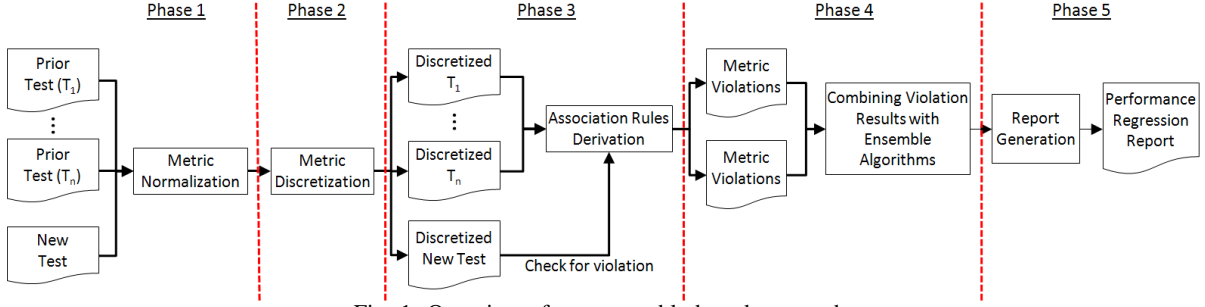 Phase 1
Phase 2
Phase 3
Phase 4
Phase 5
Prior
Test (T1)
Prior
Test (Tn)
New
Test
Metric
Normalization
Metric
Discretization
Discretized
T1
Discretized
Tn
Discretized
New Test
Check for violation
Association Rules
Derivation
Metric
Violations
Metric
Violations
Combining Violation
Results with
Ensemble
Algorithms
Report
Generation
Performance
Regression
Report